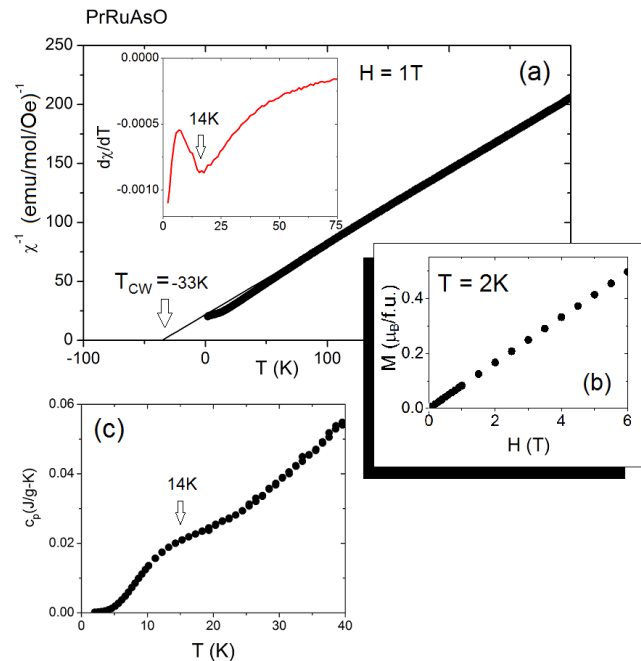 PrRuAsO
250
200
150
100
50
0
χ⁻¹ (emu/mol/Oe)⁻¹
-100
0
100
T (K)
(a)
H = 1T
T_CW = -33K
0.0000
-0.0005
-0.0010
dχ/dT
14K
0
25
50
75
T = 2K
0.4
0.2
0.0
M (μ_B/f.u.)
(b)
0
1
2
3
4
5
6
H (T)
(c)
0.06
0.04
0.02
0.00
c_p(J/g-K)
14K
0
10
20
30
40
T (K)